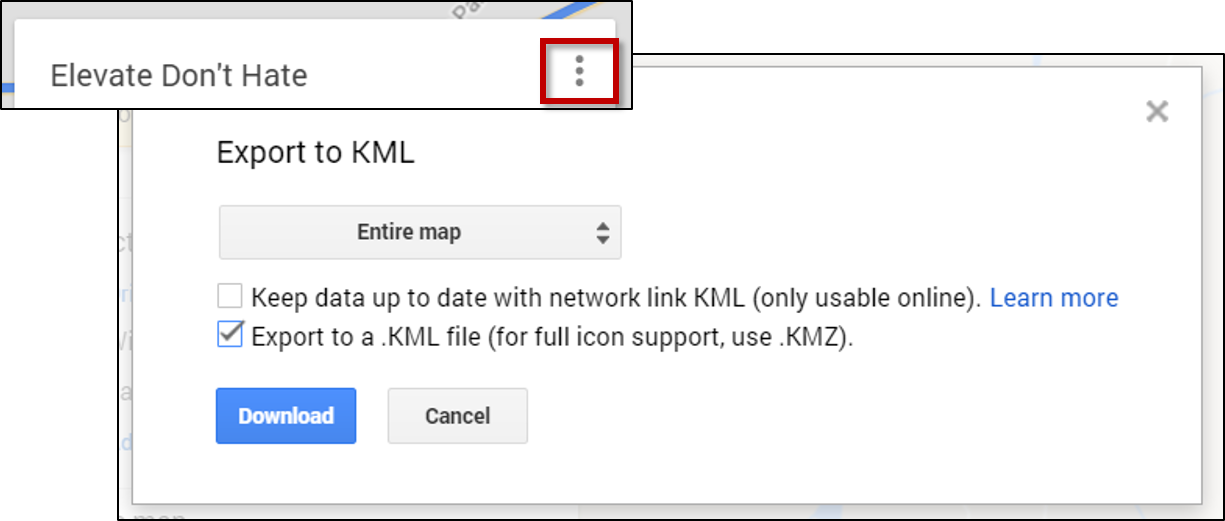 Elevate Don't Hate
Export to KML
Entire map
Keep data up to date with network link KML (only usable online). Learn more
Export to a .KML file (for full icon support, use .KMZ).
Download Cancel